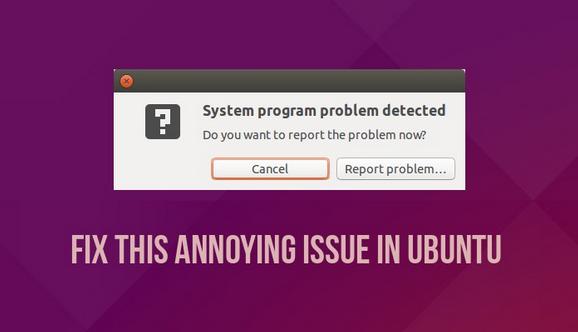 System program problem detected
Do you want to report the problem now?
Cancel Report problem...
FIX THIS ANNOYING ISSUE IN UBUNTU